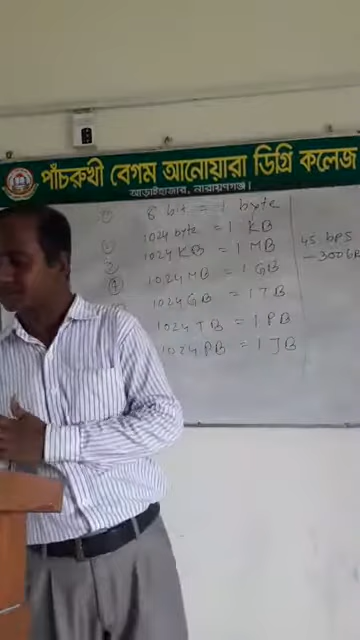 পাঁচরুখী বেগম আনোয়ারা ডিগ্রি কলেজ
আড়াইহাজার, নারায়ণগঞ্জ।
8 bit = 1 byte
1024 byte = 1 KB
1024 KB = 1 MB
1024 MB = 1 GB
1024 GB = 1 TB
1024 TB = 1 PB
1024 PB = 1 JB
45 bps